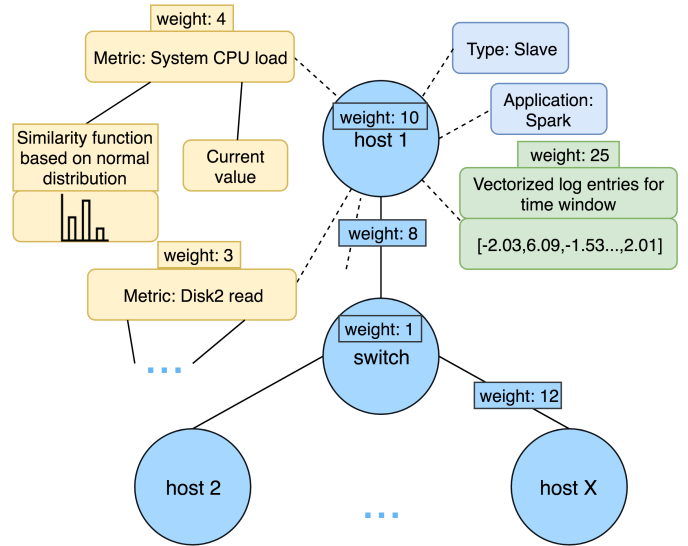 weight: 4
Metric: System CPU load
Type: Slave
weight: 10
host 1
Application:
Spark
Similarity function
based on normal
distribution
Current
value
weight: 25
Vectorized log entries for
time window
[-2.03,6.09,-1.53...,2.01]
weight: 8
weight: 3
Metric: Disk2 read
weight: 1
switch
...
weight: 12
host 2
host X
...